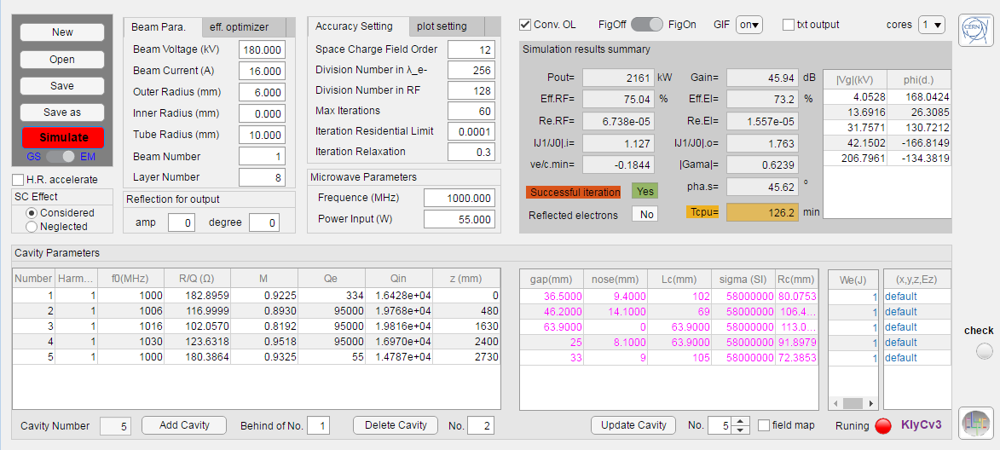 New
Open
Save
Save as
Simulate
GS EM
H.R. accelerate
SC Effect
Considered
Neglected
Beam Para. eff. optimizer
Beam Voltage (kV) 180.000
Beam Current (A) 16.000
Outer Radius (mm) 6.000
Inner Radius (mm) 0.000
Tube Radius (mm) 10.000
Beam Number 1
Layer Number 8
Reflection for output
amp 0 degree 0
Accuracy Setting plot setting
Space Charge Field Order 12
Division Number in λ_e- 256
Division Number in RF 128
Max Iterations 60
Iteration Residential Limit 0.0001
Iteration Relaxation 0.3
Microwave Parameters
Frequence (MHz) 1000.000
Power Input (W) 55.000
Conv. OL FigOff FigOn GIF on txt output cores 1
CERN
Simulation results summary
Pout= 2161 kW Gain= 45.94 dB
Eff.RF= 75.04 % Eff.El= 73.2 %
Re.RF= 6.738e-05 Re.El= 1.557e-05
IJ1/J0|.i= 1.127 IJ1/J0|.o= 1.763
ve/c.min= -0.1844 |Gama|= 0.6239
Successful iteration Yes pha.s= 45.62 °
Reflected electrons No Tcpu= 126.2 min
|Vg|(kV) phi(d.)
4.0528 168.0424
13.6916 26.3085
31.7571 130.7212
42.1502 -166.8149
206.7961 -134.3819
Cavity Parameters
Number Harm... f0(MHz) R/Q (Ω) M Qe Qin z (mm)
1 1 1000 182.8959 0.9225 334 1.6428e+04 0
2 1 1006 116.9999 0.8930 95000 1.9768e+04 480
3 1 1016 102.0570 0.8192 95000 1.9816e+04 1630
4 1 1030 123.6318 0.9518 95000 1.6970e+04 2400
5 1 1000 180.3864 0.9325 55 1.4787e+04 2730
gap(mm) nose(mm) Lc(mm) sigma (SI) Rc(mm)
36.5000 9.4000 102 58000000 80.0753
46.2000 14.1000 69 58000000 106.4...
63.9000 0 63.9000 58000000 113.0...
25 8.1000 63.9000 58000000 91.8979
33 9 105 58000000 72.3853
We(J)
1
1
1
1
1
(x,y,z,Ez)
default
default
default
default
default
check
Cavity Number 5 Add Cavity Behind of No. 1 Delete Cavity No. 2 Update Cavity No. 5 field map Runing KlyCv3